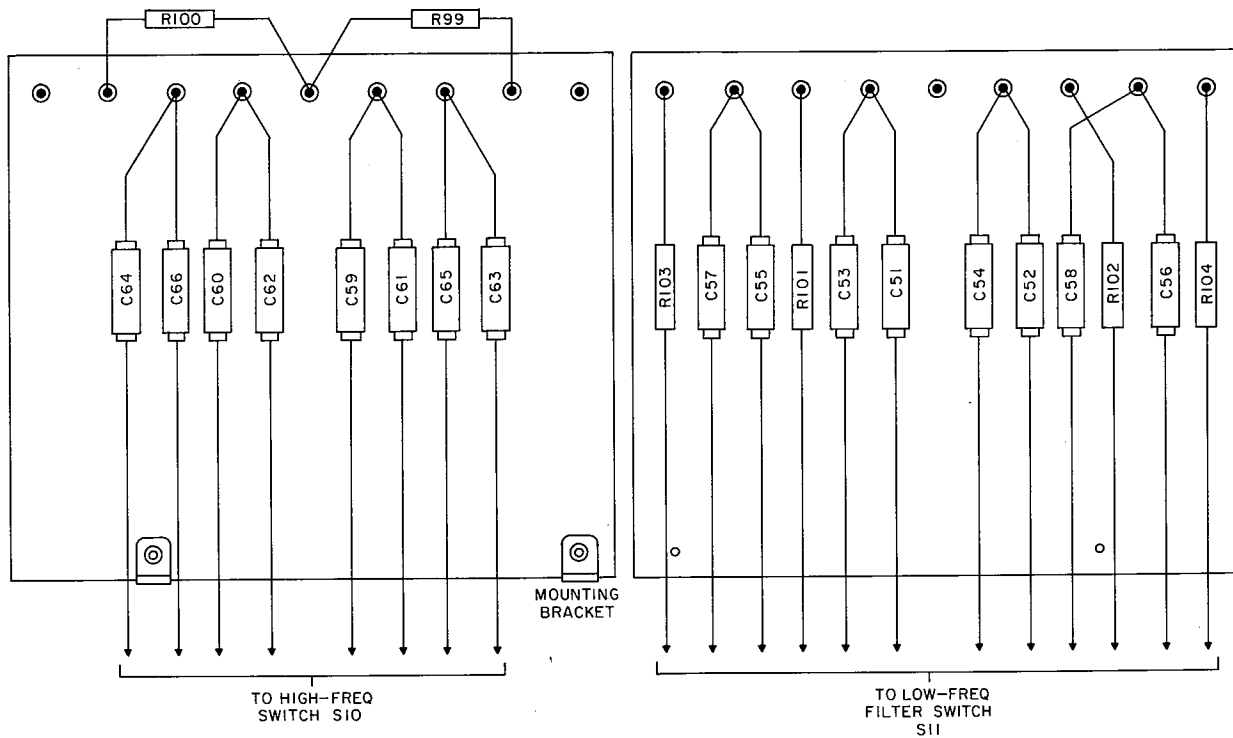 R100
R99
C64
C66
C60
C62
C59
C61
C65
C63
R103
C57
C55
R101
C53
C51
C54
C52
C58
R102
C56
R104
MOUNTING
BRACKET
TO HIGH-FREQ
SWITCH S10
TO LOW-FREQ
FILTER SWITCH
S11